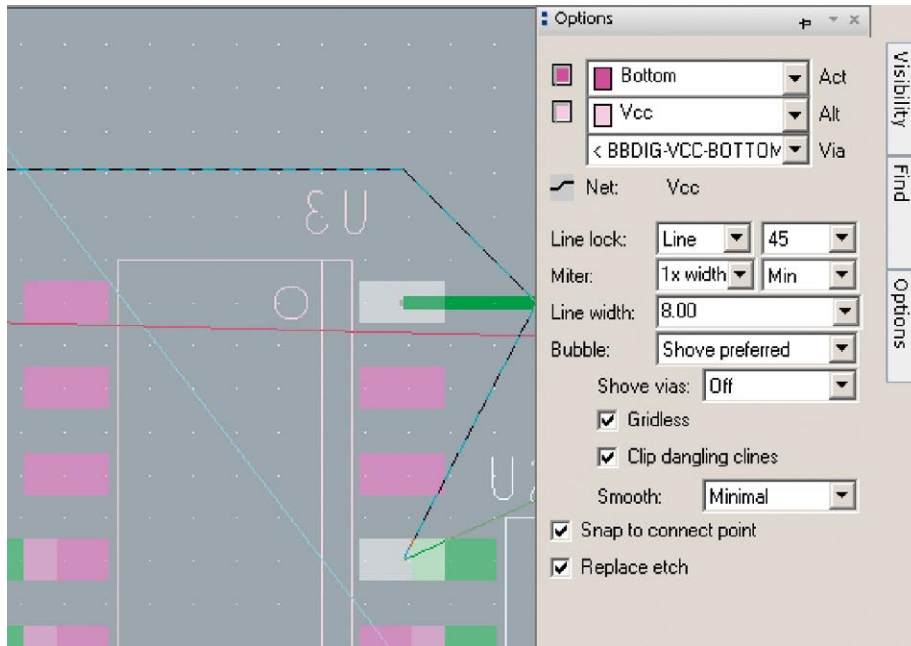 Options
Bottom Act
Vcc Alt
< BBDIG-VCC-BOTTOM Via
Net: Vcc
Line lock: Line 45
Miter: 1x width Min
Line width: 8.00
Bubble: Shove preferred
Shove vias: Off
Gridless
Clip dangling clines
Smooth: Minimal
Snap to connect point
Replace etch
Visibility
Find
Options
U3